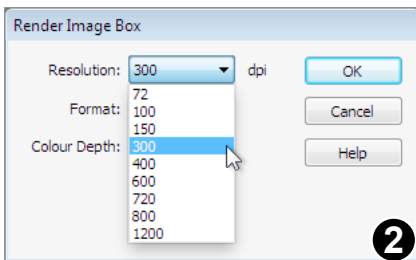 Render Image Box
Resolution: 300 dpi OK
72
Format: 100 Cancel
150
Colour Depth: 300 Help
400
600
720
800
1200
2